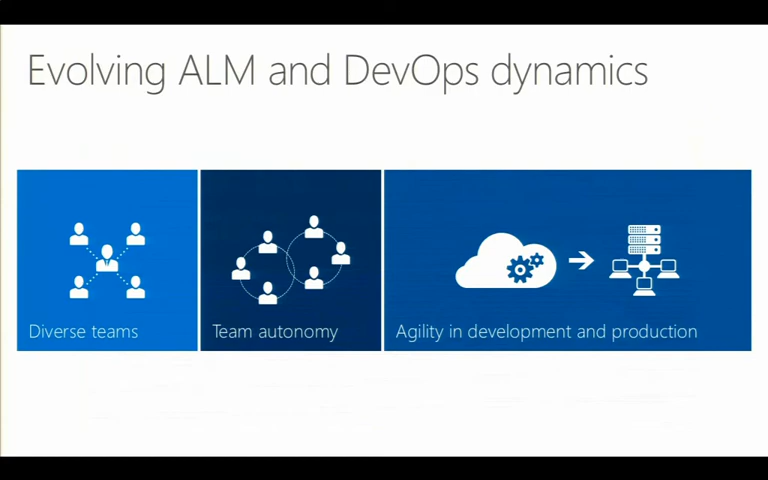 Evolving ALM and DevOps dynamics
Diverse teams
Team autonomy
Agility in development and production